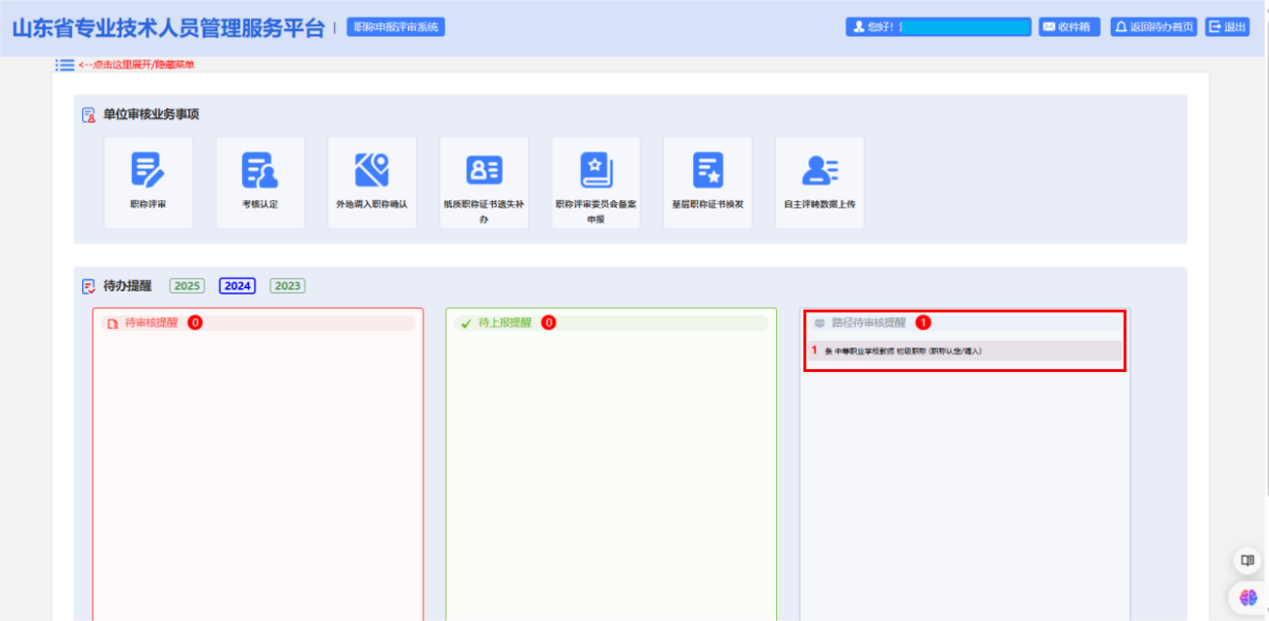 山东省专业技术人员管理服务平台 | 职称申报评审系统
您好!
收件箱
返回待办首页
退出
<--点击这里展开/隐藏菜单
单位审核业务事项
职称评审
考核认定
外地调入职称确认
纸质职称证书遗失补
办
职称评审委员会备案
申报
基层职称证书换发
自主评聘数据上传
待办提醒
2025
2024
2023
待审核提醒 0
待上报提醒 0
路径待审核提醒 1
1 条 中等职业学校教师 初级职称 (职称认定/调入)